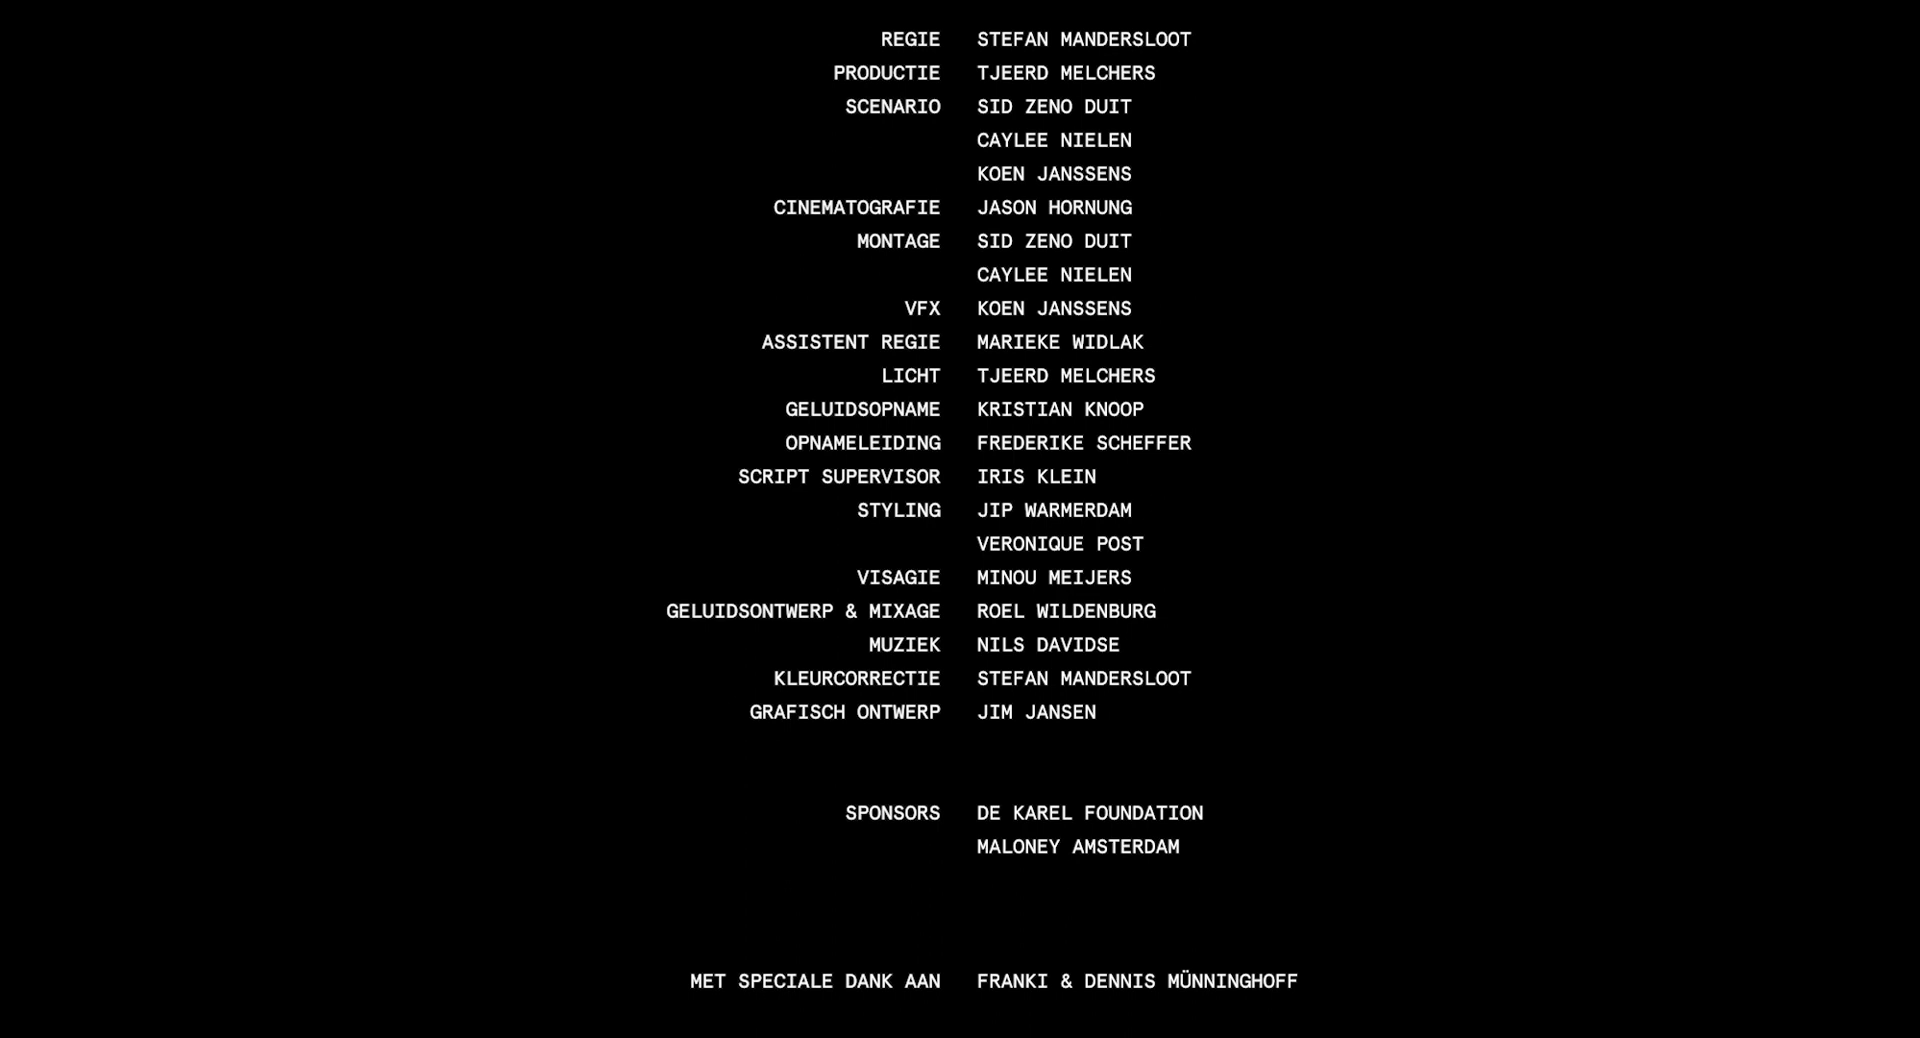 REGIE STEFAN MANDERSLOOT
PRODUCTIE TJEERD MELCHERS
SCENARIO SID ZENO DUIT
CAYLEE NIELEN
KOEN JANSSENS
CINEMATOGRAFIE JASON HORNUNG
MONTAGE SID ZENO DUIT
CAYLEE NIELEN
VFX KOEN JANSSENS
ASSISTENT REGIE MARIEKE WIDLAK
LICHT TJEERD MELCHERS
GELUIDSOPNAME KRISTIAN KNOOP
OPNAMELEIDING FREDERIKE SCHEFFER
SCRIPT SUPERVISOR IRIS KLEIN
STYLING JIP WARMERDAM
VERONIQUE POST
VISAGIE MINOU MEIJERS
GELUIDSONTWERP & MIXAGE ROEL WILDENBURG
MUZIEK NILS DAVIDSE
KLEURCORRECTIE STEFAN MANDERSLOOT
GRAFISCH ONTWERP JIM JANSEN
SPONSORS DE KAREL FOUNDATION
MALONEY AMSTERDAM
MET SPECIALE DANK AAN FRANKI & DENNIS MÜNNINGHOFF